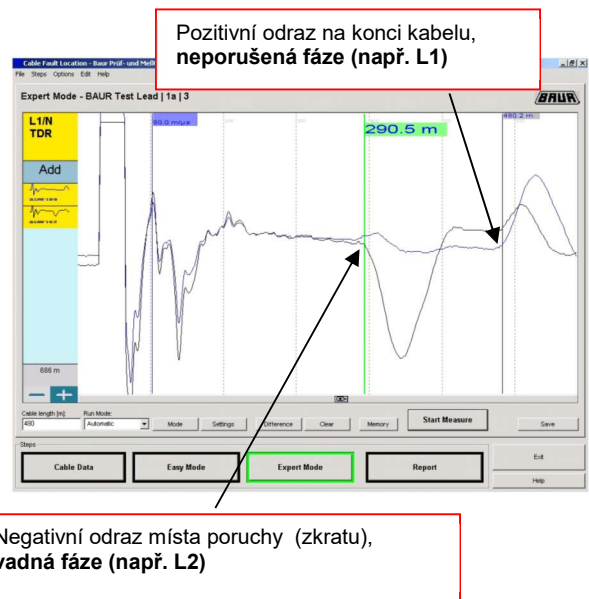 Pozitivní odraz na konci kabelu,
neporušená fáze (např. L1)
Cable Fault Location - Baur Prüf- und Meß
File Steps Options Edit Help
Expert Mode - BAUR Test Lead | 1a | 3
BAUR
L1/N
TDR
80.0 m/µs
290.5 m
480.2 m
Add
686 m
Cable length [m]:
Run Mode:
480
Automatic
Mode
Settings
Difference
Clear
Memory
Start Measure
Save
Steps
Cable Data
Easy Mode
Expert Mode
Report
Exit
Help
Negativní odraz místa poruchy (zkratu),
vadná fáze (např. L2)